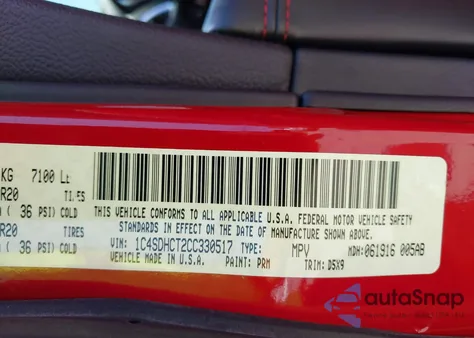 KG 7100 LB
R20 TIRES
( 36 PSI) COLD
R20 TIRES
( 36 PSI) COLD
THIS VEHICLE CONFORMS TO ALL APPLICABLE U.S.A. FEDERAL MOTOR VEHICLE SAFETY
STANDARDS IN EFFECT ON THE DATE OF MANUFACTURE SHOWN ABOVE.
VIN: 1C4SDHCT2CC330517 TYPE: MPV MDH: 061916 005AB
VEHICLE MADE IN U.S.A. PAINT: PRM TRIM: D5X9
autoSnap